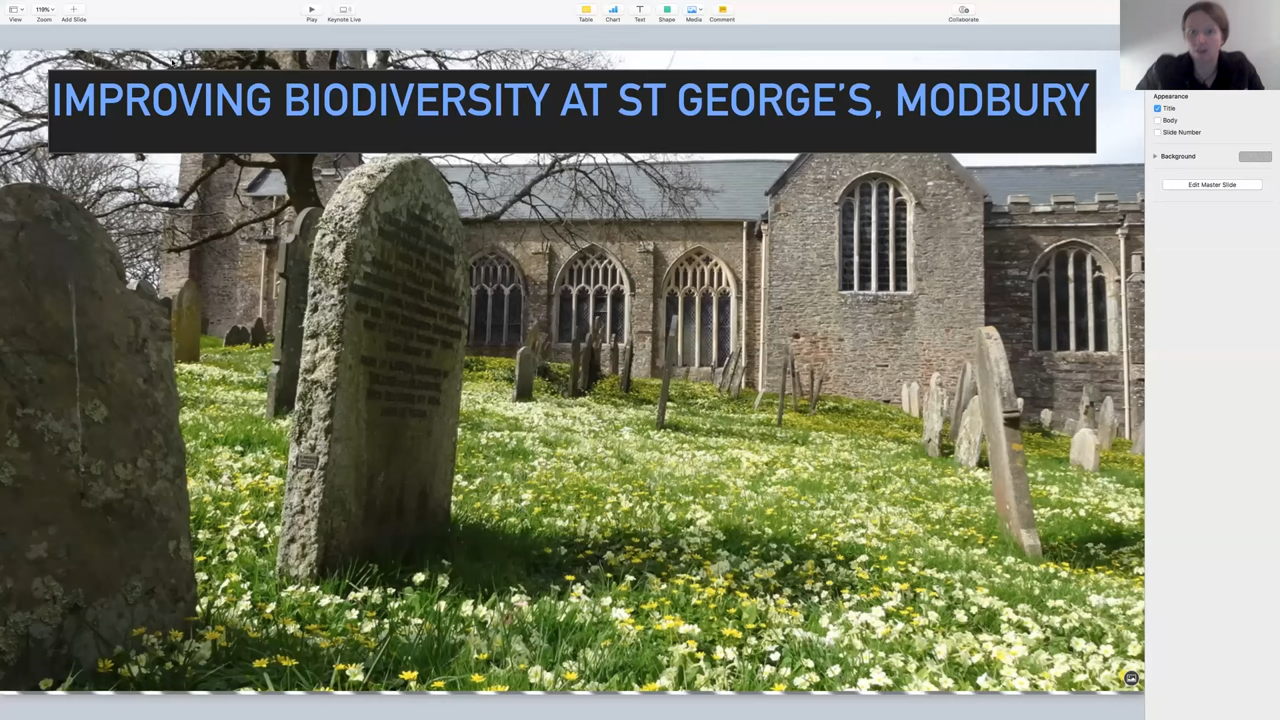 119%
View
Zoom
Add Slide
Play
Keynote Live
Table
Chart
Text
Shape
Media
Comment
Collaborate
IMPROVING BIODIVERSITY AT ST GEORGE'S, MODBURY
Appearance
Title
Body
Slide Number
Background
Edit Master Slide